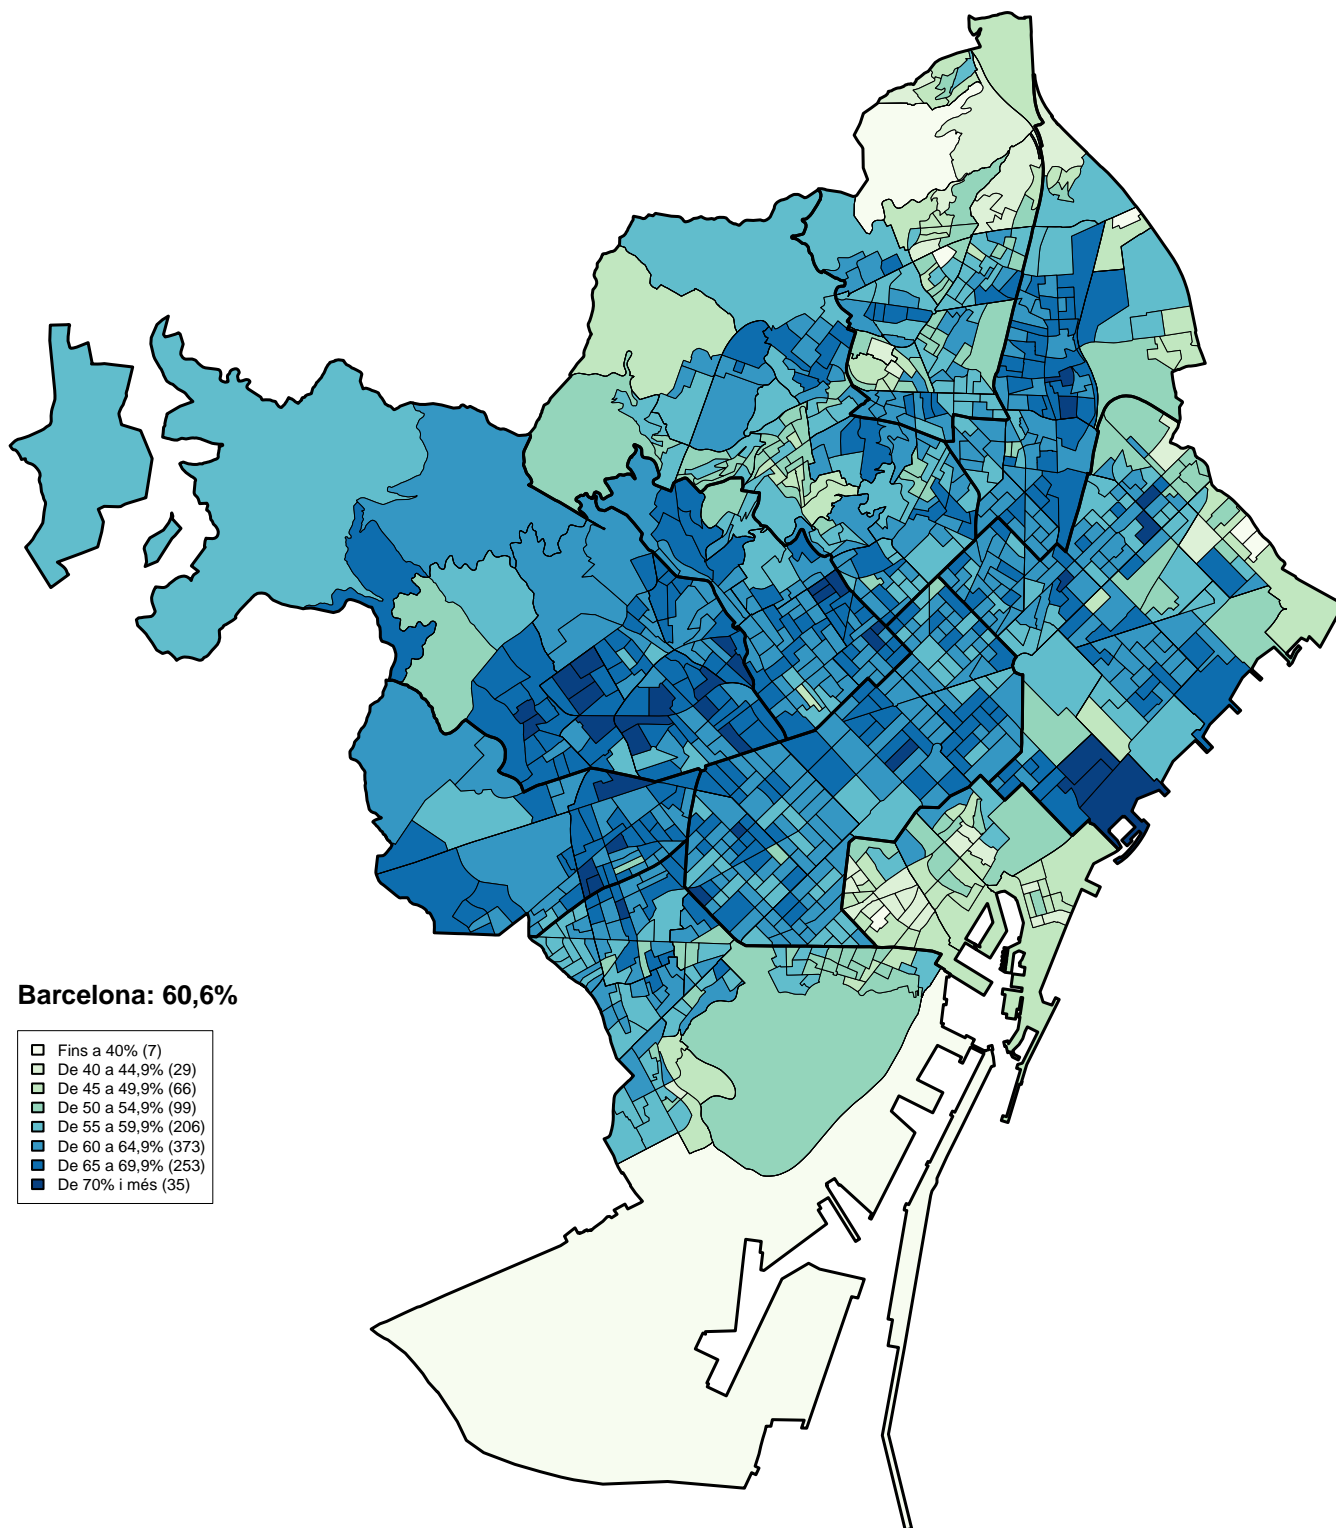 Barcelona: 60,6%
Fins a 40% (7)
De 40 a 44,9% (29)
De 45 a 49,9% (66)
De 50 a 54,9% (99)
De 55 a 59,9% (206)
De 60 a 64,9% (373)
De 65 a 69,9% (253)
De 70% i més (35)